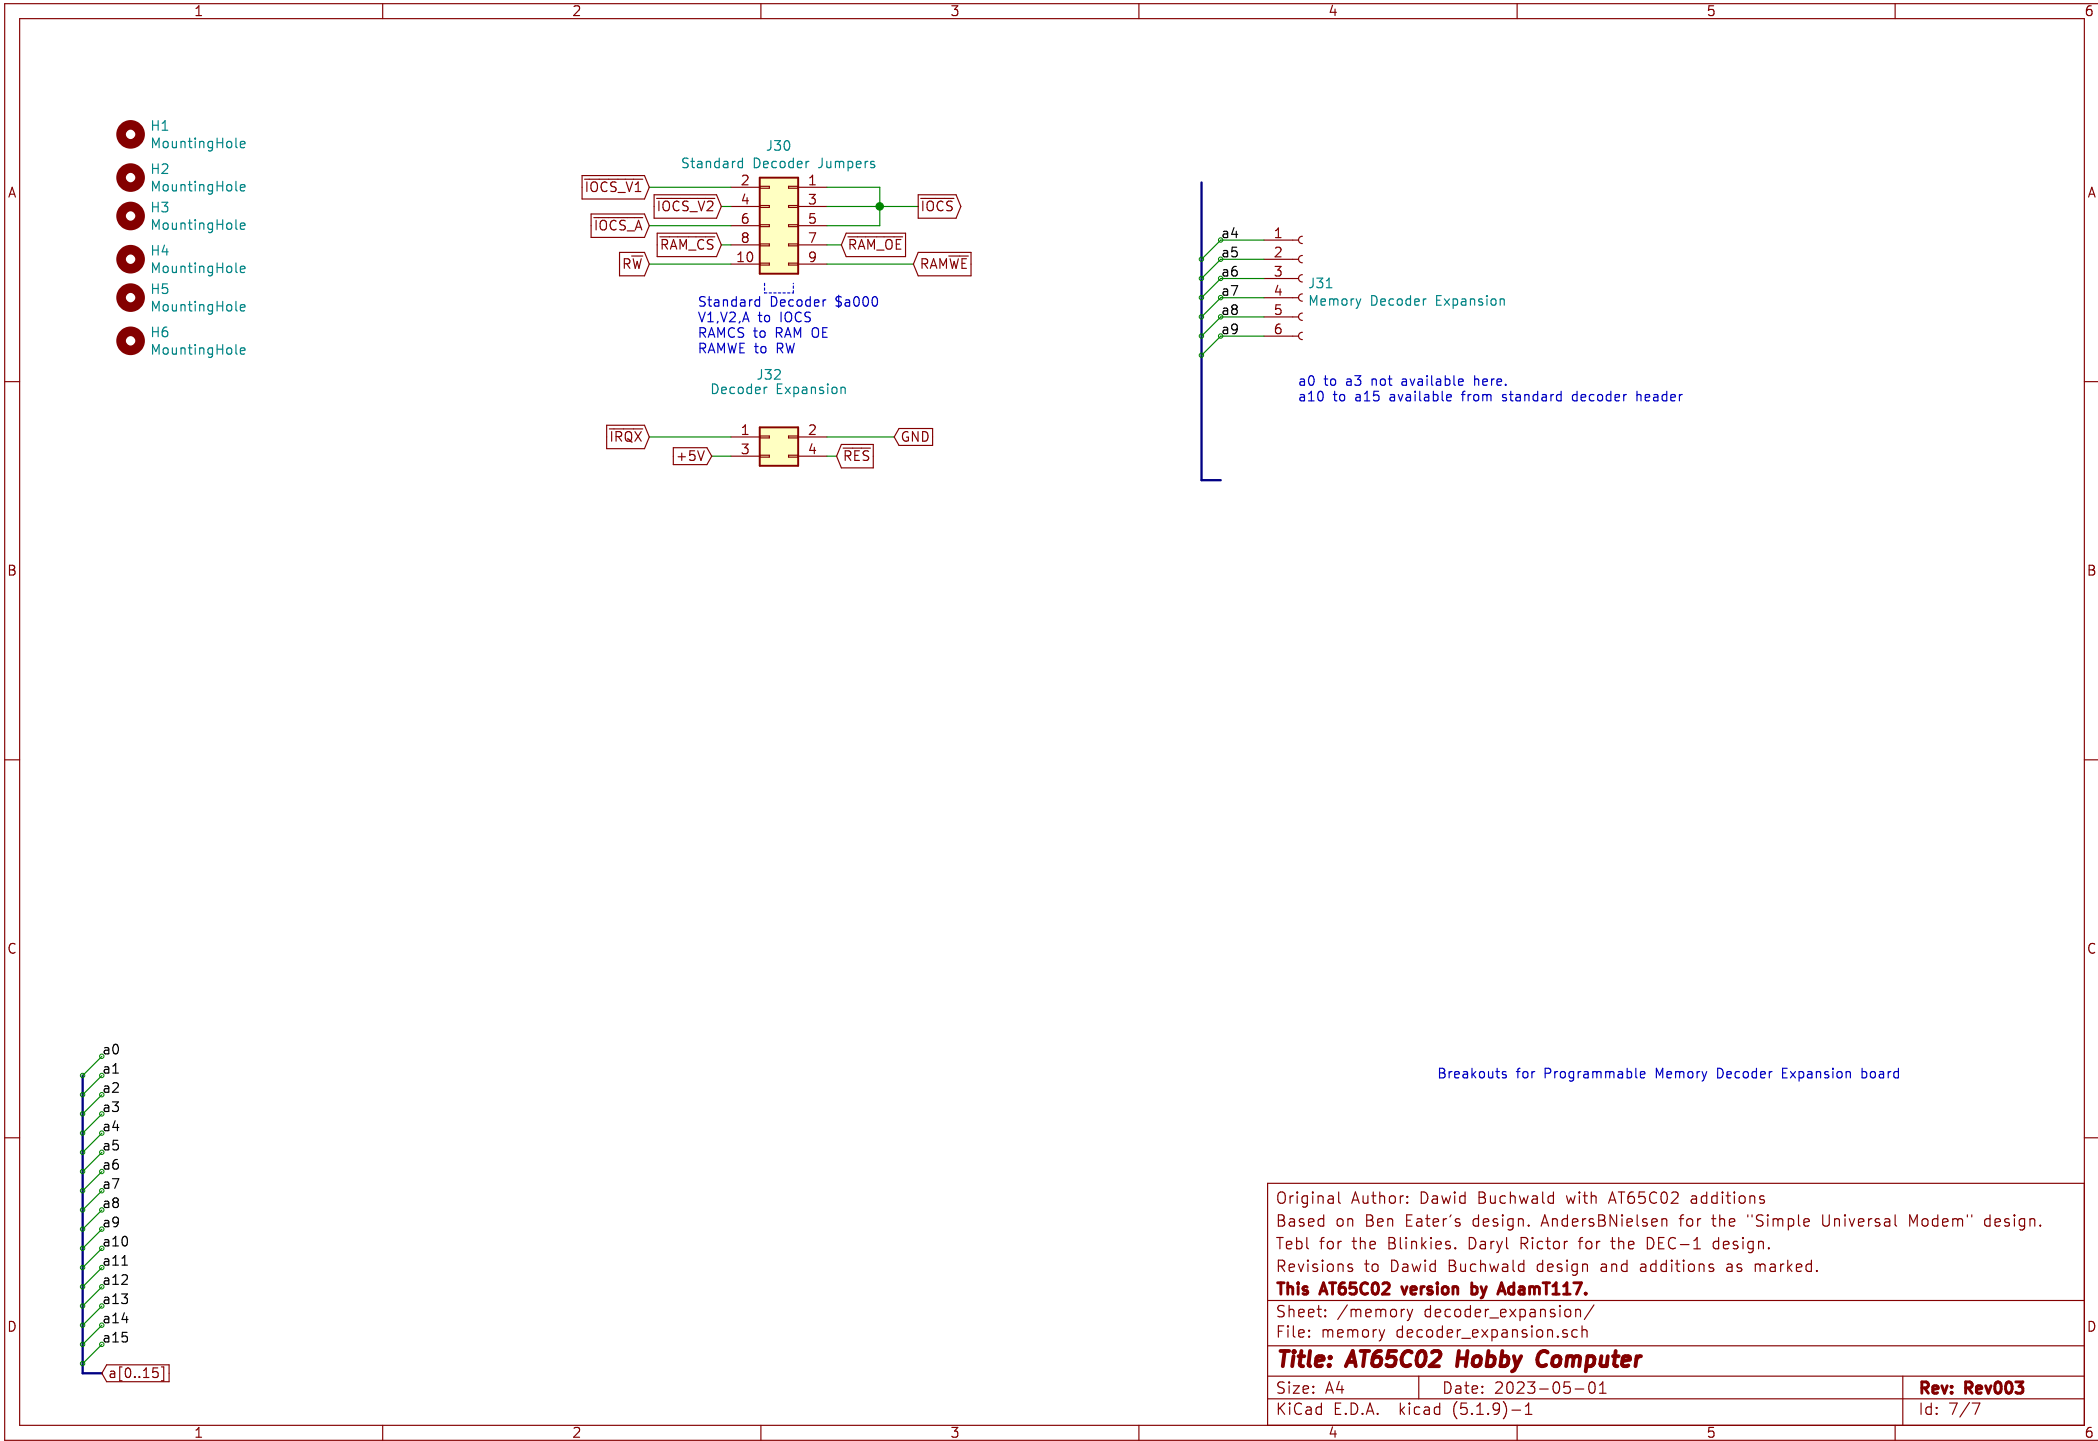 1 2 3 4 5 6
A
B
C
D
A
B
C
D
H1
MountingHole
H2
MountingHole
H3
MountingHole
H4
MountingHole
H5
MountingHole
H6
MountingHole
J30
Standard Decoder Jumpers
IOCS_V1 2 1
IOCS_V2 4 3 IOCS
IOCS_A 6 5
RAM_CS 8 7 RAM_OE
RW 10 9 RAMWE
Standard Decoder $a000
V1,V2,A to IOCS
RAMCS to RAM OE
RAMWE to RW
J32
Decoder Expansion
IRQX 1 2 GND
+5V 3 4 RES
a4 1
a5 2
a6 3
a7 4
a8 5
a9 6
J31
Memory Decoder Expansion
a0 to a3 not available here.
a10 to a15 available from standard decoder header
a0
a1
a2
a3
a4
a5
a6
a7
a8
a9
a10
a11
a12
a13
a14
a15
a[0..15]
Breakouts for Programmable Memory Decoder Expansion board
Original Author: Dawid Buchwald with AT65C02 additions
Based on Ben Eater's design. AndersBNielsen for the "Simple Universal Modem" design.
Tebl for the Blinkies. Daryl Rictor for the DEC-1 design.
Revisions to Dawid Buchwald design and additions as marked.
This AT65C02 version by AdamT117.
Sheet: /memory decoder_expansion/
File: memory decoder_expansion.sch
Title: AT65C02 Hobby Computer
Size: A4 Date: 2023-05-01 Rev: Rev003
KiCad E.D.A. kicad (5.1.9)-1 Id: 7/7
1 2 3 4 5 6